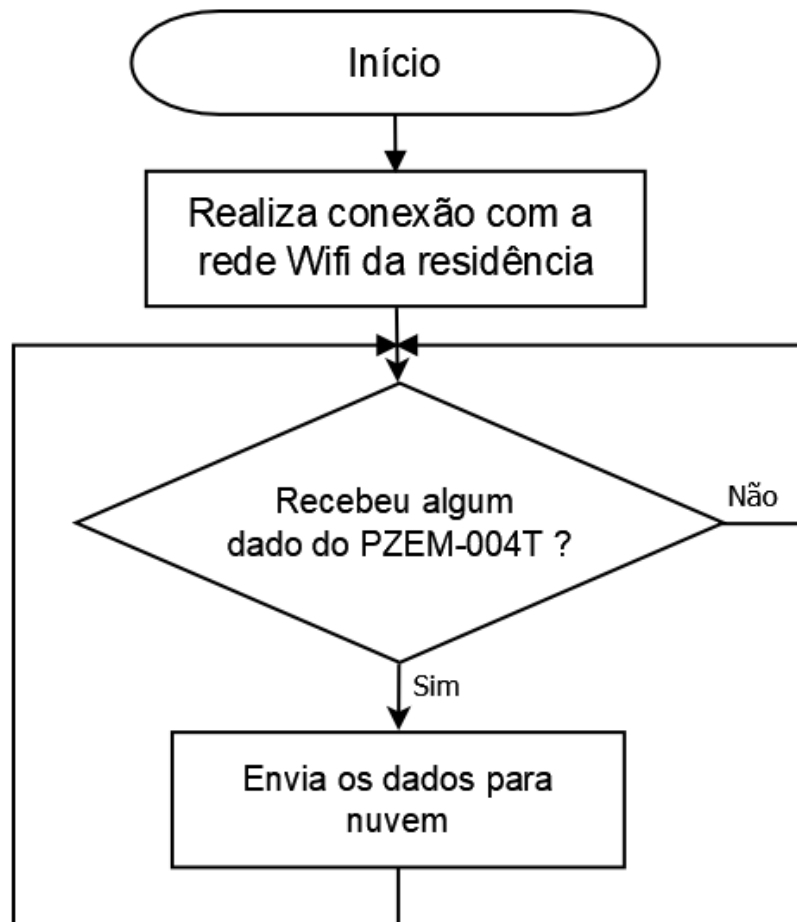 Início
Realiza conexão com a
rede Wifi da residência
Recebeu algum
dado do PZEM-004T ?
Não
Sim
Envia os dados para
nuvem